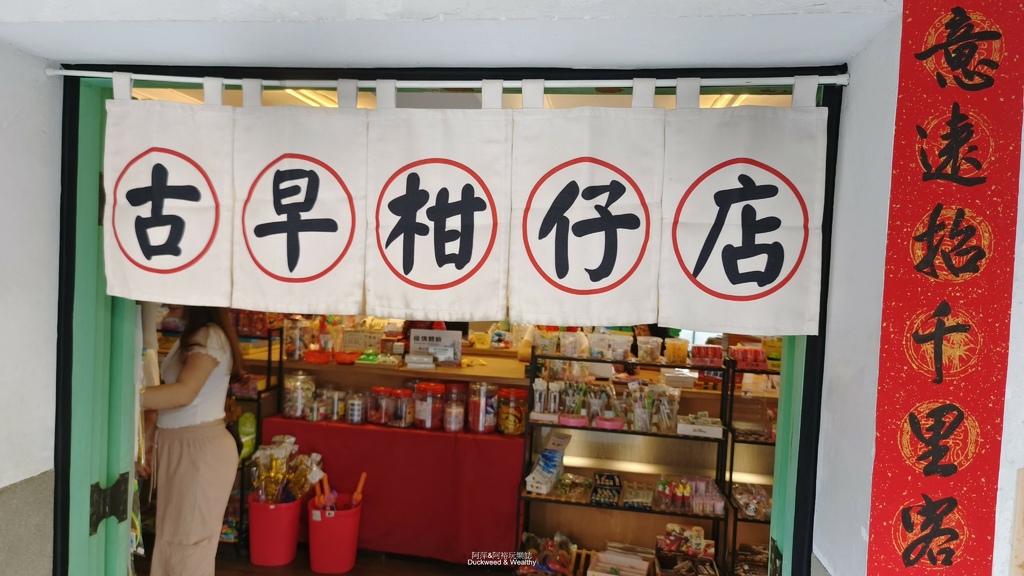 古早柑仔店
意遠招千里客
阿萍&阿裕玩樂誌
Duckweed & Wealthy